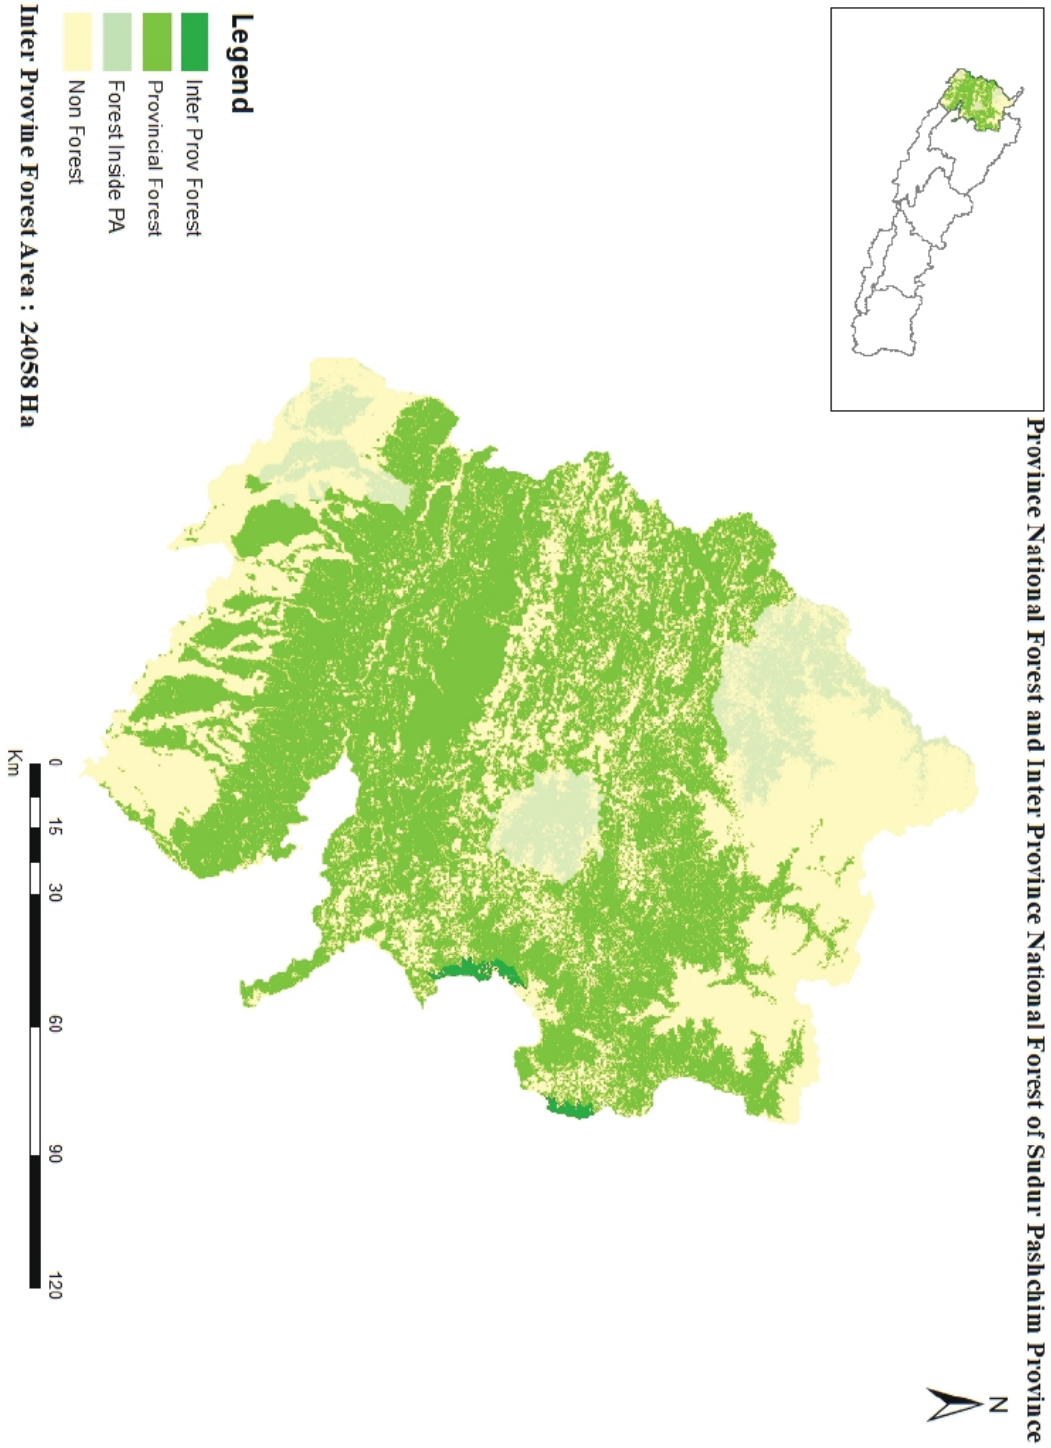 Province National Forest and Inter Province National Forest of Sudur Pashchim Province
N
Legend
Inter Prov Forest
Provincial Forest
Forest Inside PA
Non Forest
0 15 30 60 90 120
Km
Inter Provine Forest Area : 24058 Ha